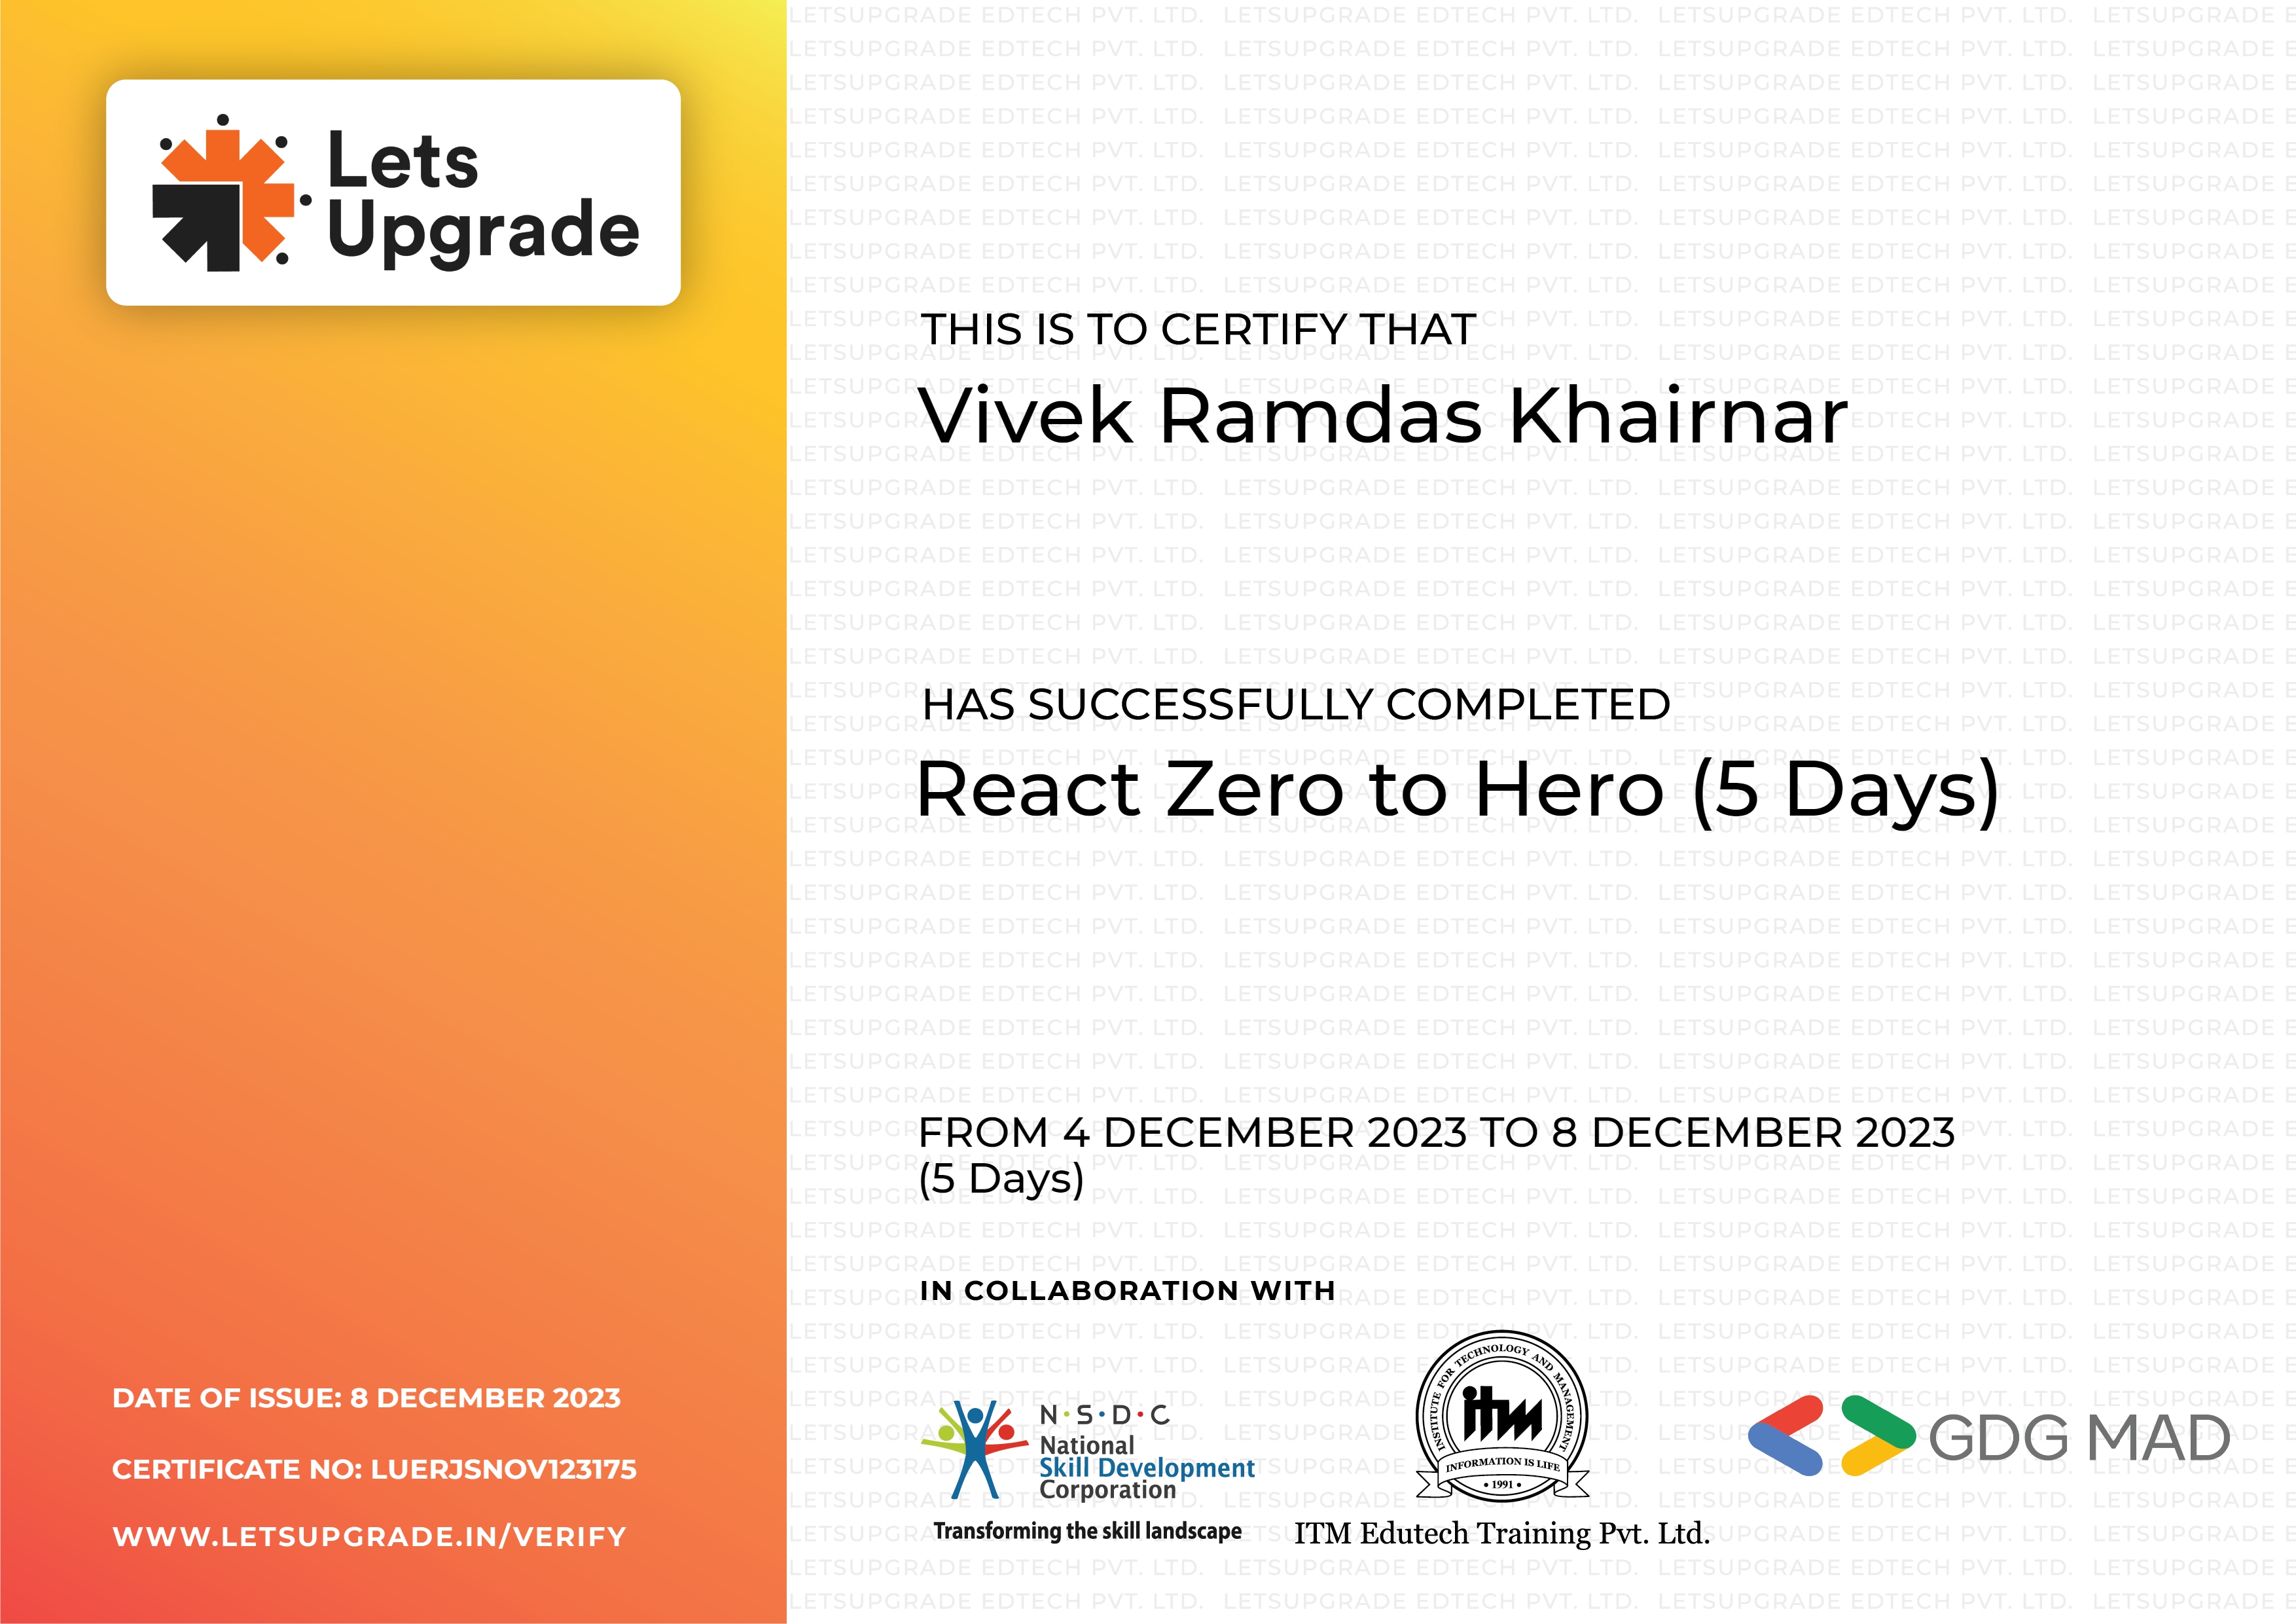 Lets
Upgrade
THIS IS TO CERTIFY THAT
Vivek Ramdas Khairnar
HAS SUCCESSFULLY COMPLETED
React Zero to Hero (5 Days)
FROM 4 DECEMBER 2023 TO 8 DECEMBER 2023
(5 Days)
IN COLLABORATION WITH
N·S·D·C
National
Skill Development
Corporation
Transforming the skill landscape
INSTITUTE FOR TECHNOLOGY AND MANAGEMENT
itm
INFORMATION IS LIFE
• 1991 •
ITM Edutech Training Pvt. Ltd.
GDG MAD
DATE OF ISSUE: 8 DECEMBER 2023
CERTIFICATE NO: LUERJSNOV123175
WWW.LETSUPGRADE.IN/VERIFY
LETSUPGRADE EDTECH PVT. LTD.